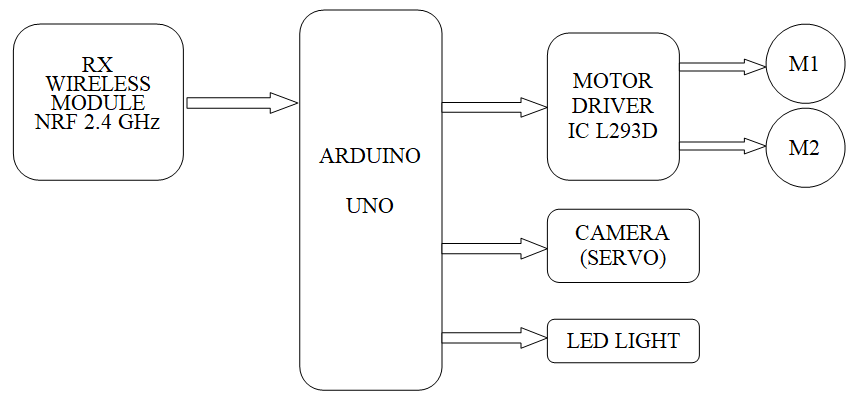 RX
WIRELESS
MODULE
NRF 2.4 GHz
ARDUINO
UNO
MOTOR
DRIVER
IC L293D
M1
M2
CAMERA
(SERVO)
LED LIGHT